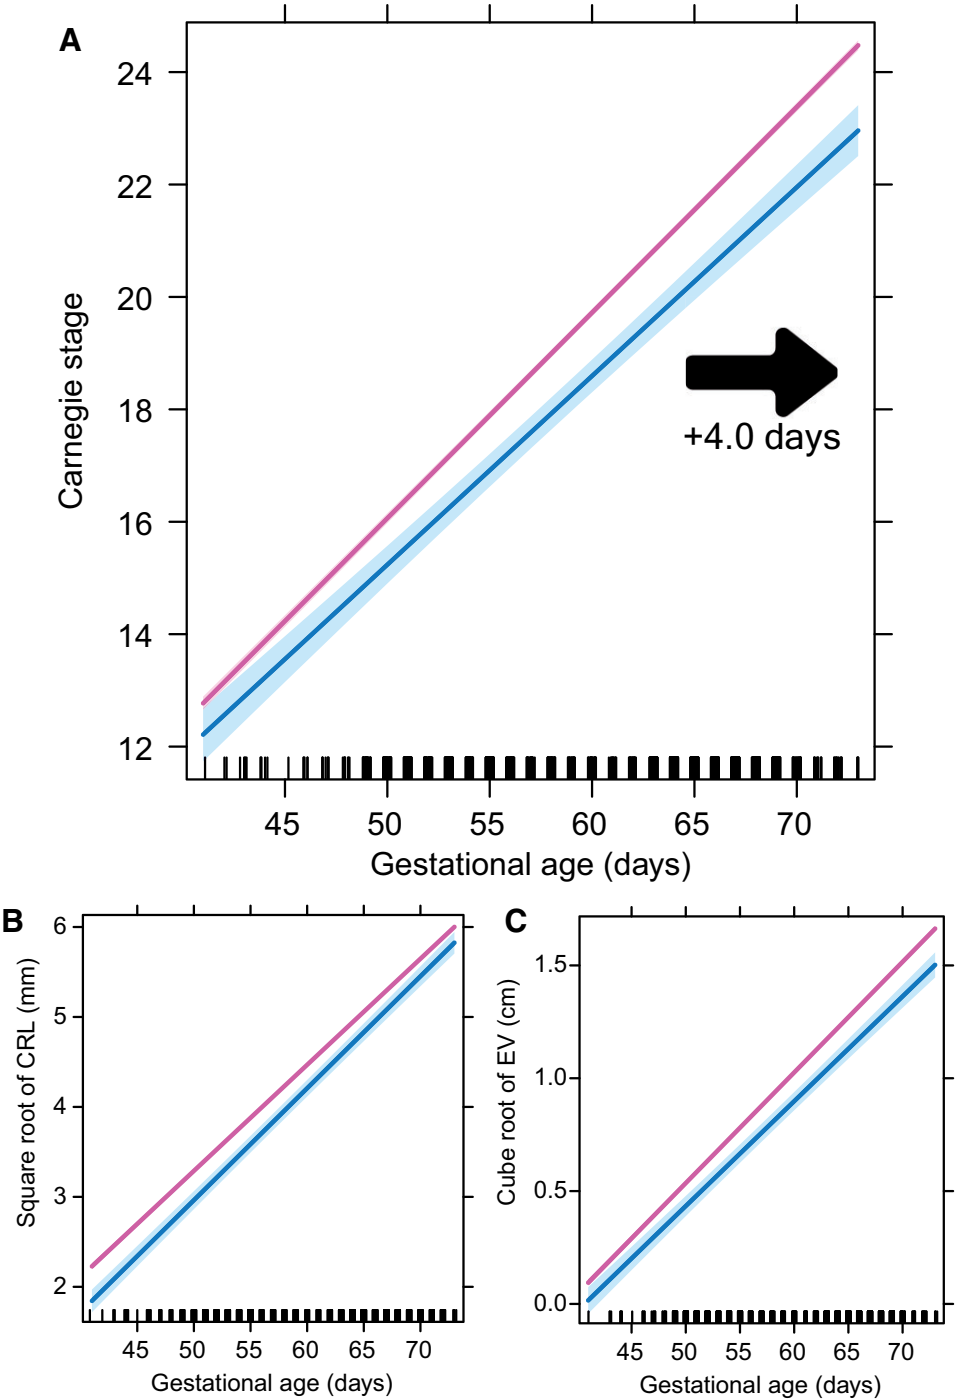 A
24
22
20
18
16
14
12
Carnegie stage
+4.0 days
45 50 55 60 65 70
Gestational age (days)
B
6
5
4
3
2
Square root of CRL (mm)
45 50 55 60 65 70
Gestational age (days)
C
1.5
1.0
0.5
0.0
Cube root of EV (cm)
45 50 55 60 65 70
Gestational age (days)